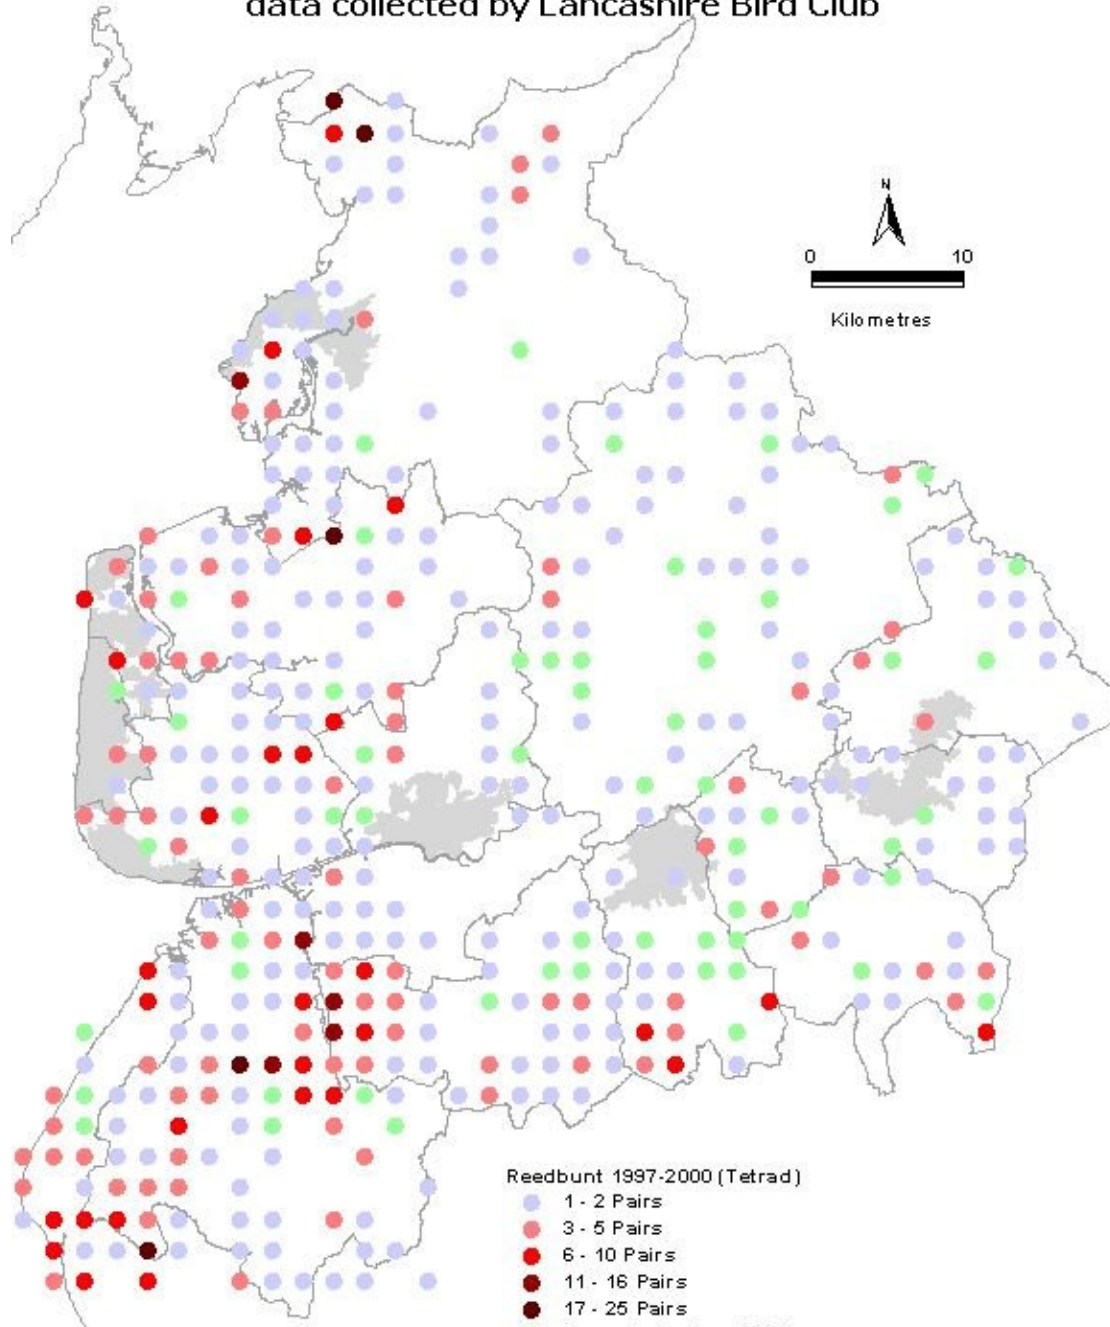 data collected by Lancashire Bird Club
N
0 10
Kilometres
Reedbunt 1997-2000 (Tetrad)
1 - 2 Pairs
3 - 5 Pairs
6 - 10 Pairs
11 - 16 Pairs
17 - 25 Pairs